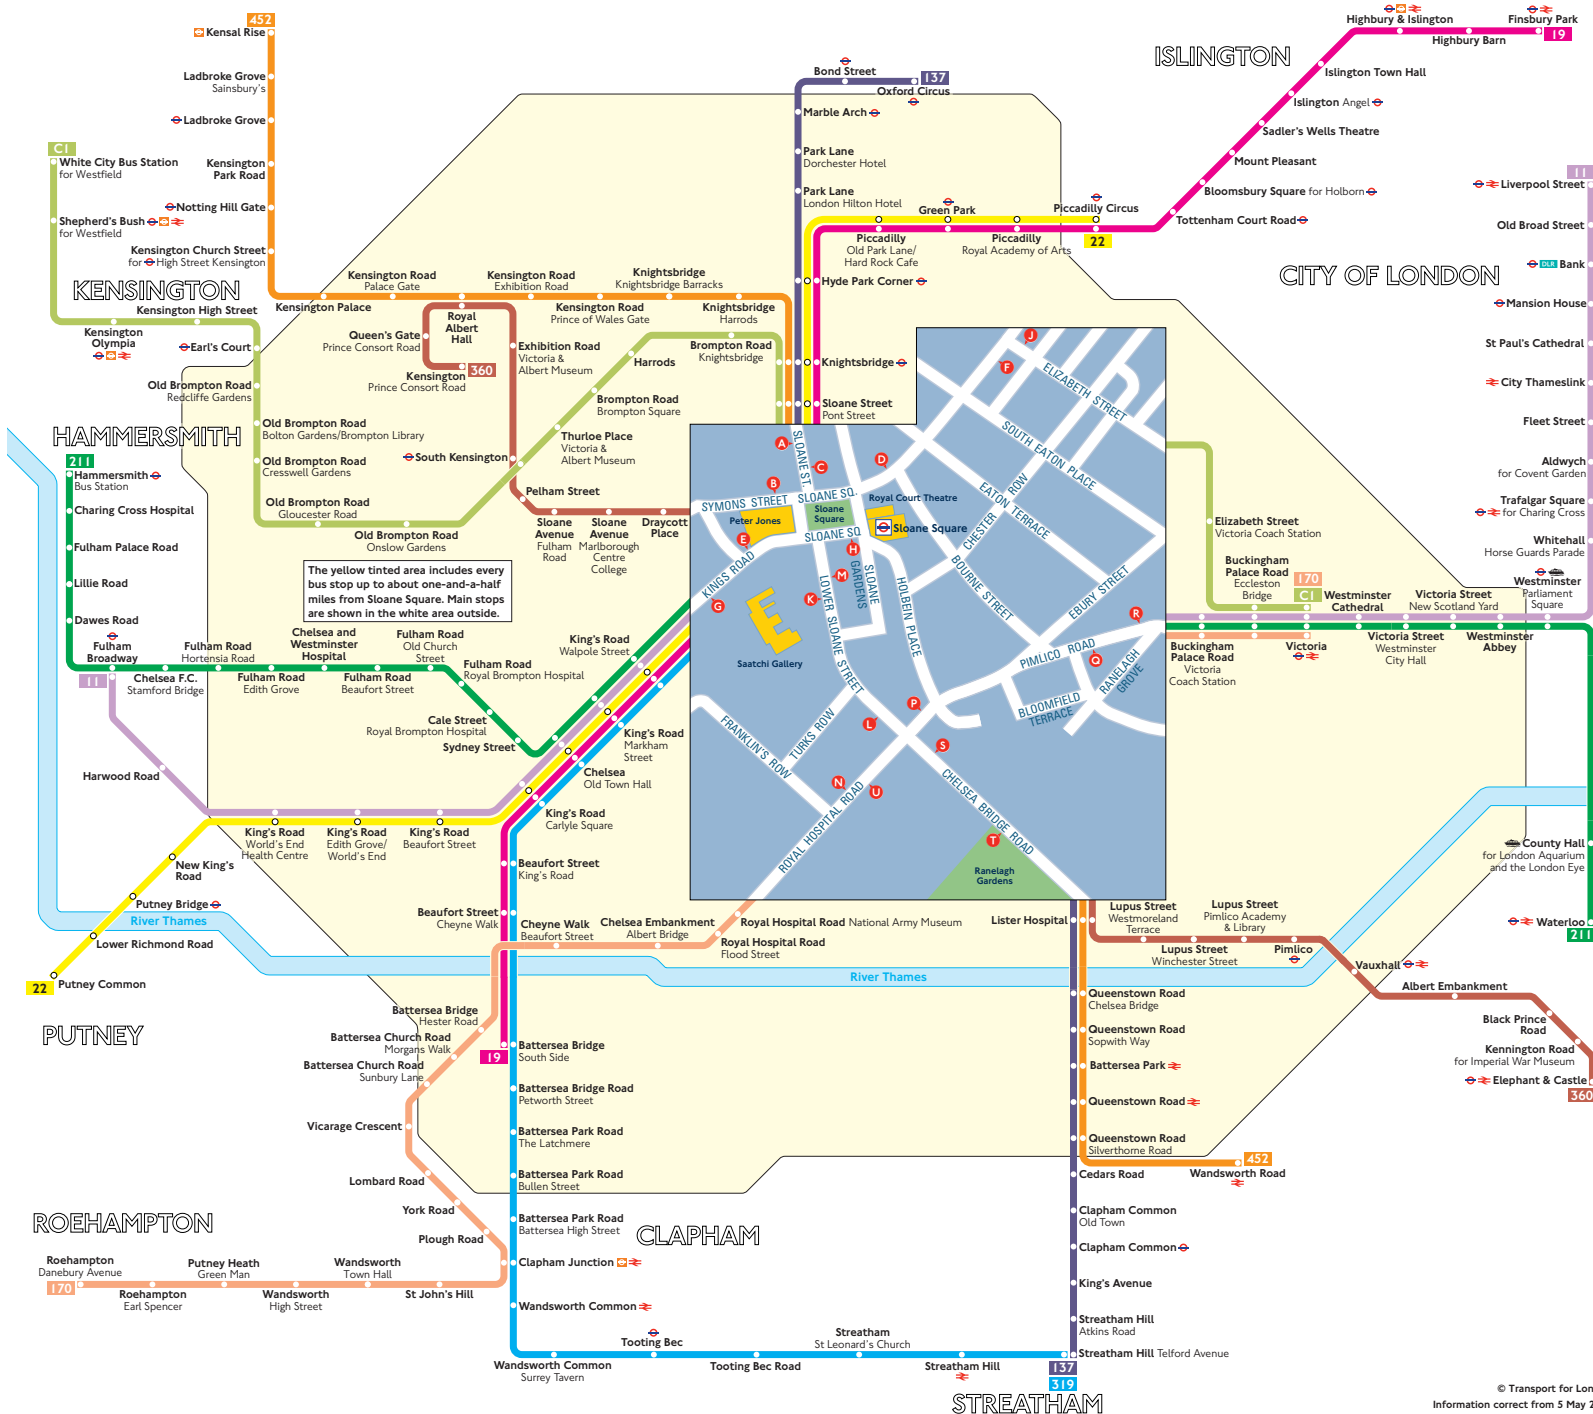 452
Kensal Rise
Ladbroke Grove
Sainsbury's
Ladbroke Grove
Kensington
Park Road
Notting Hill Gate
Kensington Church Street
for High Street Kensington
C1
White City Bus Station
for Westfield
Shepherd's Bush
for Westfield
KENSINGTON
Kensington High Street
Kensington
Olympia
Earl's Court
Old Brompton Road
Redcliffe Gardens
Old Brompton Road
Bolton Gardens/Brompton Library
Old Brompton Road
Cresswell Gardens
Old Brompton Road
Gloucester Road
Old Brompton Road
Onslow Gardens
Kensington Palace
Kensington Road
Palace Gate
Kensington Road
Exhibition Road
Kensington Road
Prince of Wales Gate
Knightsbridge
Knightsbridge Barracks
Knightsbridge
Harrods
Queen's Gate
Prince Consort Road
Royal
Albert
Hall
Kensington
Prince Consort Road
360
Exhibition Road
Victoria &
Albert Museum
Harrods
Brompton Road
Knightsbridge
Brompton Road
Brompton Square
Thurloe Place
Victoria &
Albert Museum
South Kensington
Pelham Street
Sloane
Avenue
Fulham
Road
Sloane
Avenue
Marlborough
Centre
College
Draycott
Place
The yellow tinted area includes every
bus stop up to about one-and-a-half
miles from Sloane Square. Main stops
are shown in the white area outside.
Bond Street
137
Oxford Circus
Marble Arch
Park Lane
Dorchester Hotel
Park Lane
London Hilton Hotel
Green Park
Piccadilly Circus
22
Piccadilly
Old Park Lane/
Hard Rock Cafe
Piccadilly
Royal Academy of Arts
Hyde Park Corner
Knightsbridge
Sloane Street
Pont Street
ISLINGTON
Highbury & Islington
Finsbury Park
19
Highbury Barn
Islington Town Hall
Islington Angel
Sadler's Wells Theatre
Mount Pleasant
Bloomsbury Square for Holborn
Tottenham Court Road
CITY OF LONDON
11
Liverpool Street
Old Broad Street
DLR Bank
Mansion House
St Paul's Cathedral
City Thameslink
Fleet Street
Aldwych
for Covent Garden
Trafalgar Square
for Charing Cross
Whitehall
Horse Guards Parade
Westminster
Parliament
Square
Elizabeth Street
Victoria Coach Station
Buckingham
Palace Road
Eccleston
Bridge
170
C1
Westminster
Cathedral
Victoria Street
New Scotland Yard
Buckingham
Palace Road
Victoria
Coach Station
Victoria
Victoria Street
Westminster
City Hall
Westminster
Abbey
County Hall
for London Aquarium
and the London Eye
Waterloo
211
HAMMERSMITH
211
Hammersmith
Bus Station
Charing Cross Hospital
Fulham Palace Road
Lillie Road
Dawes Road
Fulham
Broadway
11
Chelsea F.C.
Stamford Bridge
Fulham Road
Hortensia Road
Fulham Road
Edith Grove
Chelsea and
Westminster
Hospital
Fulham Road
Beaufort Street
Fulham Road
Old Church
Street
Fulham Road
Royal Brompton Hospital
Cale Street
Royal Brompton Hospital
Sydney Street
King's Road
Walpole Street
King's Road
Markham
Street
Chelsea
Old Town Hall
King's Road
Carlyle Square
Harwood Road
King's Road
World's End
Health Centre
King's Road
Edith Grove/
World's End
King's Road
Beaufort Street
New King's
Road
Putney Bridge
River Thames
Lower Richmond Road
22
Putney Common
PUTNEY
Beaufort Street
King's Road
Beaufort Street
Cheyne Walk
Cheyne Walk
Beaufort Street
Chelsea Embankment
Albert Bridge
Royal Hospital Road National Army Museum
Royal Hospital Road
Flood Street
River Thames
Battersea Bridge
Hester Road
Battersea Church Road
Morgans Walk
Battersea Church Road
Sunbury Lane
19
Battersea Bridge
South Side
Battersea Bridge Road
Petworth Street
Battersea Park Road
The Latchmere
Battersea Park Road
Bullen Street
Battersea Park Road
Battersea High Street
CLAPHAM
Clapham Junction
Wandsworth Common
Vicarage Crescent
Lombard Road
York Road
Plough Road
ROEHAMPTON
Roehampton
Danebury Avenue
170
Roehampton
Earl Spencer
Putney Heath
Green Man
Wandsworth
High Street
Wandsworth
Town Hall
St John's Hill
Wandsworth Common
Surrey Tavern
Tooting Bec
Tooting Bec Road
Streatham
St Leonard's Church
Streatham Hill
137
319
STREATHAM
Lister Hospital
Queenstown Road
Chelsea Bridge
Queenstown Road
Sopwith Way
Battersea Park
Queenstown Road
Queenstown Road
Silverthorne Road
452
Wandsworth Road
Cedars Road
Clapham Common
Old Town
Clapham Common
King's Avenue
Streatham Hill
Atkins Road
Streatham Hill Telford Avenue
Lupus Street
Westmoreland
Terrace
Lupus Street
Winchester Street
Lupus Street
Pimlico Academy
& Library
Pimlico
Vauxhall
Albert Embankment
Black Prince
Road
Kennington Road
for Imperial War Museum
Elephant & Castle
360
J
F
ELIZABETH STREET
SOUTH EATON PLACE
EATON ROW
EATON TERRACE
CHESTER
A
SLOANE ST.
C
D
B
SYMONS STREET
SLOANE SQ.
Royal Court Theatre
Peter Jones
Sloane
Square
Sloane Square
E
SLOANE SQ
H
KINGS ROAD
M
SLOANE
GARDENS
HOLBEIN PLACE
BOURNE STREET
EBURY STREET
G
K
LOWER SLOANE STREET
Saatchi Gallery
R
PIMLICO ROAD
Q
RANELAGH
GROVE
BLOOMFIELD
TERRACE
P
L
FRANKLIN'S ROW
TURKS ROW
S
N
U
ROYAL HOSPITAL ROAD
CHELSEA BRIDGE ROAD
T
Ranelagh
Gardens
© Transport for Lon
Information correct from 5 May 2